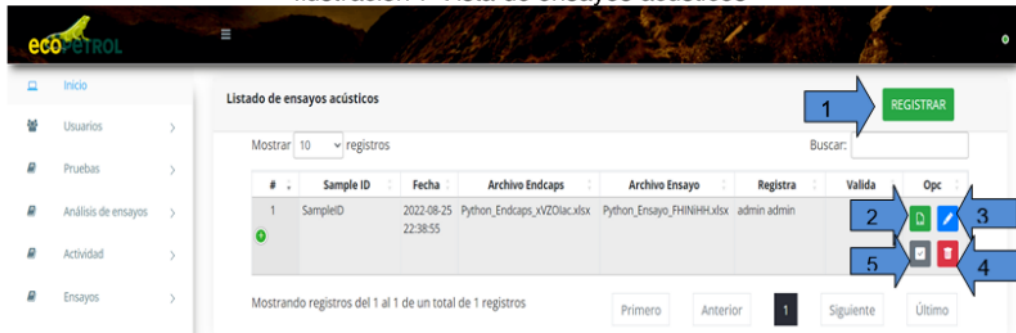 ecopetrol
Inicio
Usuarios
Pruebas
Análisis de ensayos
Actividad
Ensayos
Listado de ensayos acústicos
1
REGISTRAR
Mostrar 10 registros
Buscar:
# Sample ID Fecha Archivo Endcaps Archivo Ensayo Registra Valida Opc
1 SampleID 2022-08-25 22:38:55 Python_Endcaps_xVZOIac.xlsx Python_Ensayo_FHINiHH.xlsx admin admin
2 3
5 4
Mostrando registros del 1 al 1 de un total de 1 registros
Primero Anterior 1 Siguiente Último